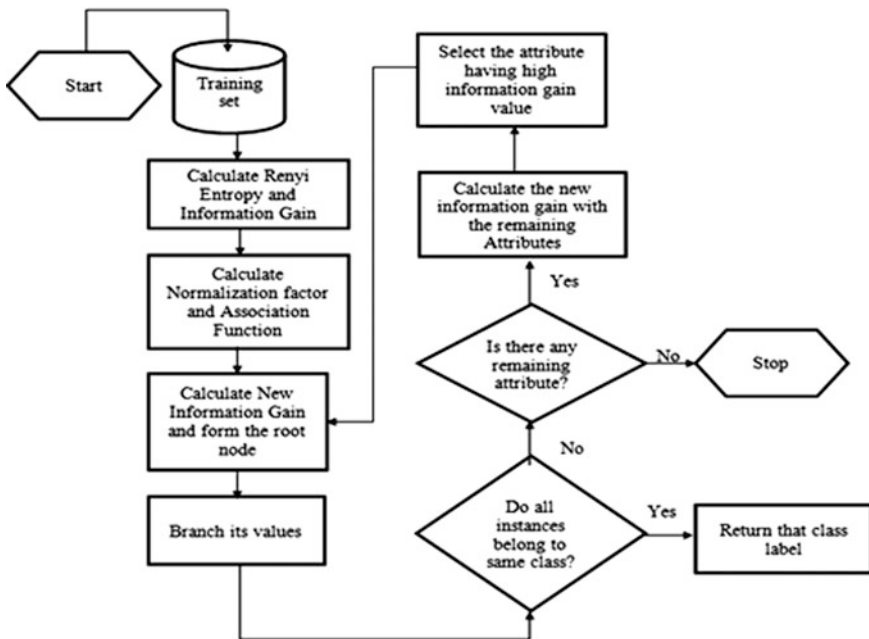 Start
Training
set
Calculate Renyi
Entropy and
Information Gain
Calculate
Normalization factor
and Association
Function
Calculate New
Information Gain
and form the root
node
Branch its values
Do all
instances
belong to
same class?
Yes
Return that class
label
No
Is there any
remaining
attribute?
No
Stop
Yes
Calculate the new
information gain with
the remaining
Attributes
Select the attribute
having high
information gain
value